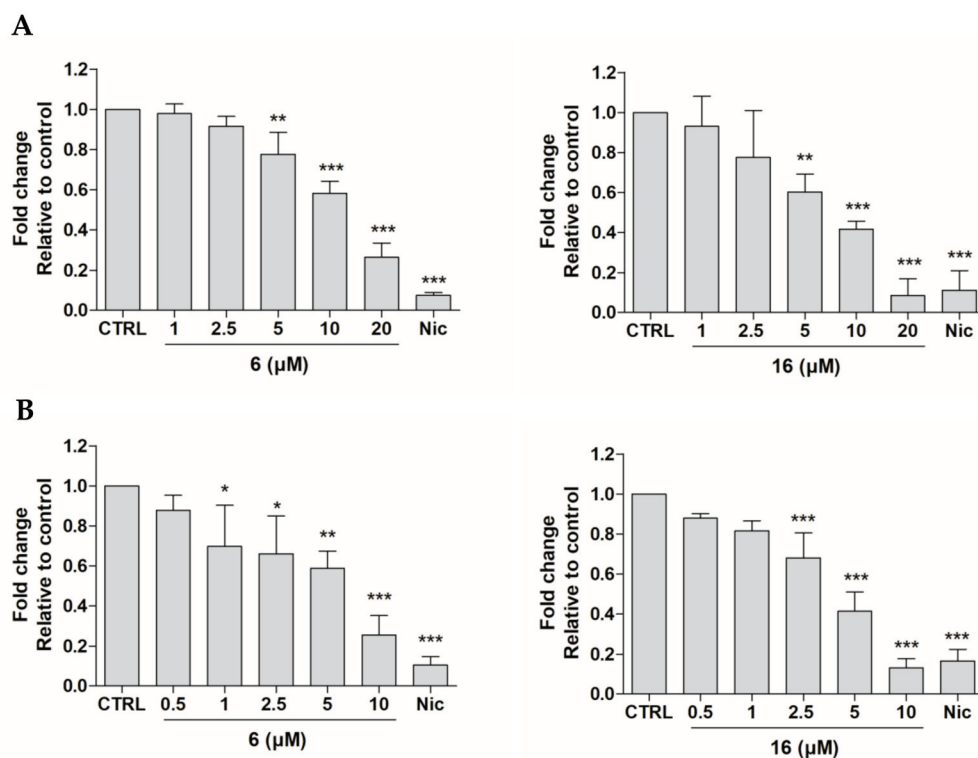 A
Fold change
Relative to control
1.2
1.0
0.8
0.6
0.4
0.2
0.0
** *** *** ***
CTRL 1 2.5 5 10 20 Nic
6 (µM)
Fold change
Relative to control
1.2
1.0
0.8
0.6
0.4
0.2
0.0
** *** *** ***
CTRL 1 2.5 5 10 20 Nic
16 (µM)
B
Fold change
Relative to control
1.2
1.0
0.8
0.6
0.4
0.2
0.0
* * ** *** ***
CTRL 0.5 1 2.5 5 10 Nic
6 (µM)
Fold change
Relative to control
1.2
1.0
0.8
0.6
0.4
0.2
0.0
*** *** *** ***
CTRL 0.5 1 2.5 5 10 Nic
16 (µM)